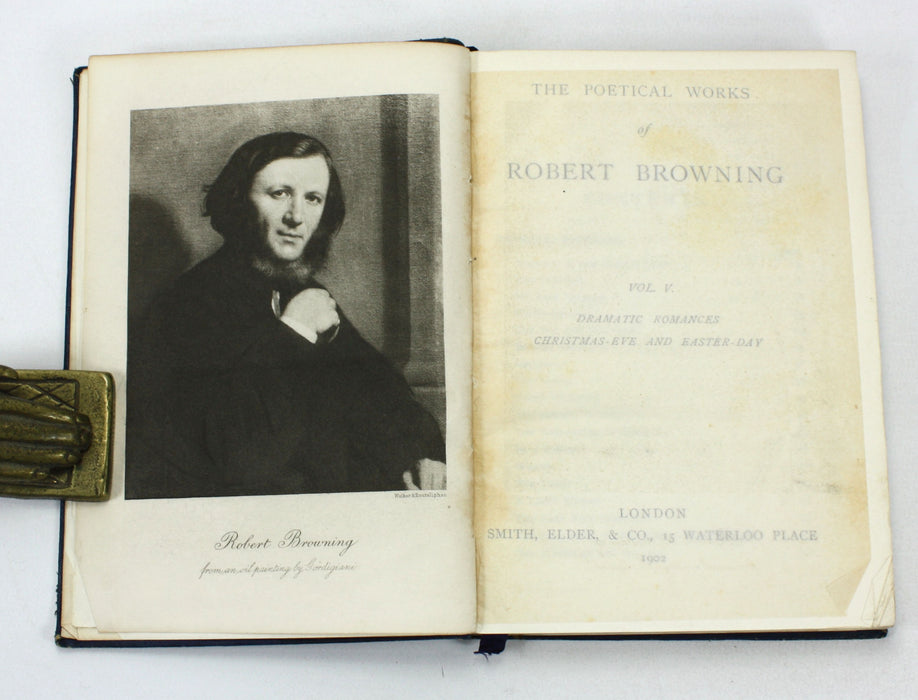 Walker & Boutall ph.sc.
Robert Browning
from an oil painting by Gordigiani
THE POETICAL WORKS
of
ROBERT BROWNING
VOL. V.
DRAMATIC ROMANCES
CHRISTMAS-EVE AND EASTER-DAY
LONDON
SMITH, ELDER, & CO., 15 WATERLOO PLACE
1902